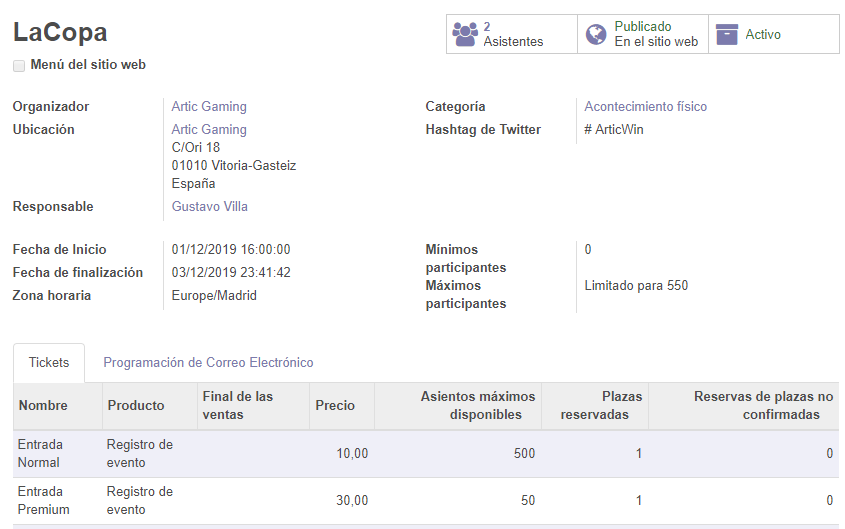 LaCopa
2
Asistentes
Publicado
En el sitio web
Activo
Menú del sitio web
Organizador Artic Gaming
Categoría Acontecimiento físico
Ubicación Artic Gaming
Hashtag de Twitter # ArticWin
C/Ori 18
01010 Vitoria-Gasteiz
España
Responsable Gustavo Villa
Fecha de Inicio 01/12/2019 16:00:00
Fecha de finalización 03/12/2019 23:41:42
Zona horaria Europe/Madrid
Mínimos 0
participantes
Máximos Limitado para 550
participantes
Tickets Programación de Correo Electrónico
Nombre
Producto
Final de las
ventas
Precio
Asientos máximos
disponibles
Plazas
reservadas
Reservas de plazas no
confirmadas
Entrada
Normal
Registro de
evento
10,00 500 1 0
Entrada
Premium
Registro de
evento
30,00 50 1 0